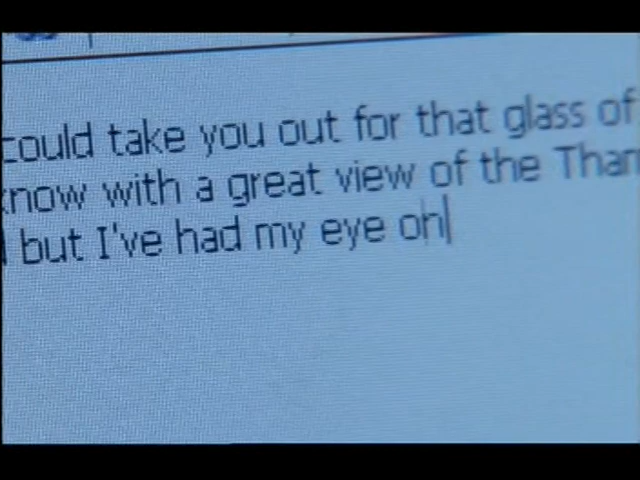 could take you out for that glass of
know with a great view of the
but I've had my eye on